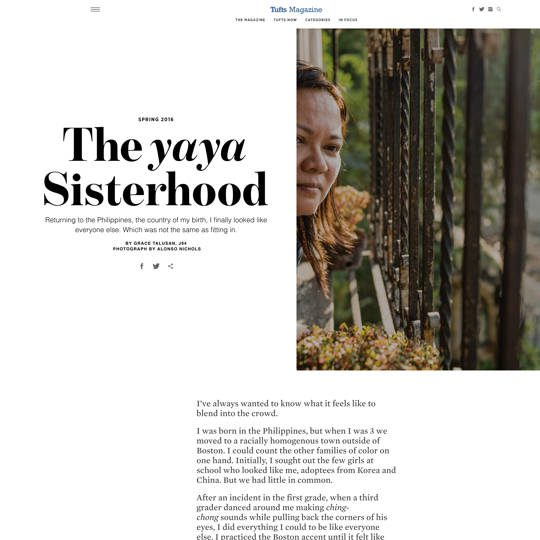 Tufts Magazine
THE MAGAZINE TUFTS NOW CATEGORIES IN FOCUS
SPRING 2016
The yaya
Sisterhood
Returning to the Philippines, the country of my birth, I finally looked like
everyone else. Which was not the same as fitting in.
BY GRACE TALUSAN, J94
PHOTOGRAPH BY ALONSO NICHOLS
I've always wanted to know what it feels like to
blend into the crowd.
I was born in the Philippines, but when I was 3 we
moved to a racially homogenous town outside of
Boston. I could count the other families of color on
one hand. Initially, I sought out the few girls at
school who looked like me, adoptees from Korea and
China. But we had little in common.
After an incident in the first grade, when a third
grader danced around me making ching-
chong sounds while pulling back the corners of his
eyes, I did everything I could to be like everyone
else. I practiced the Boston accent until it felt like